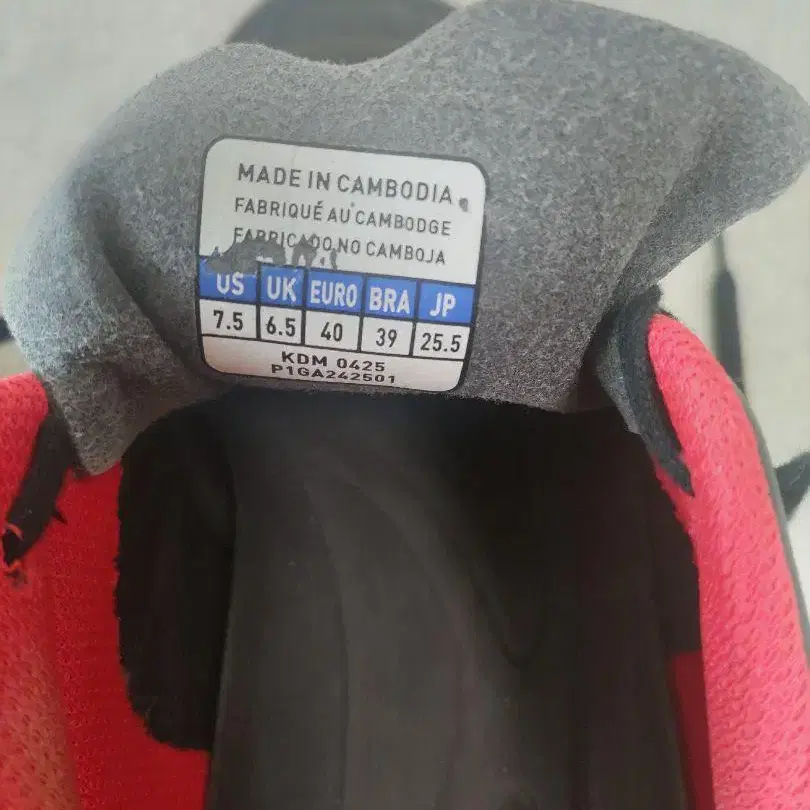 MADE IN CAMBODIA
FABRIQUÉ AU CAMBODGE
FABRICADO NO CAMBOJA
US UK EURO BRA JP
7.5 6.5 40 39 25.5
KDM 0425
P1GA242501